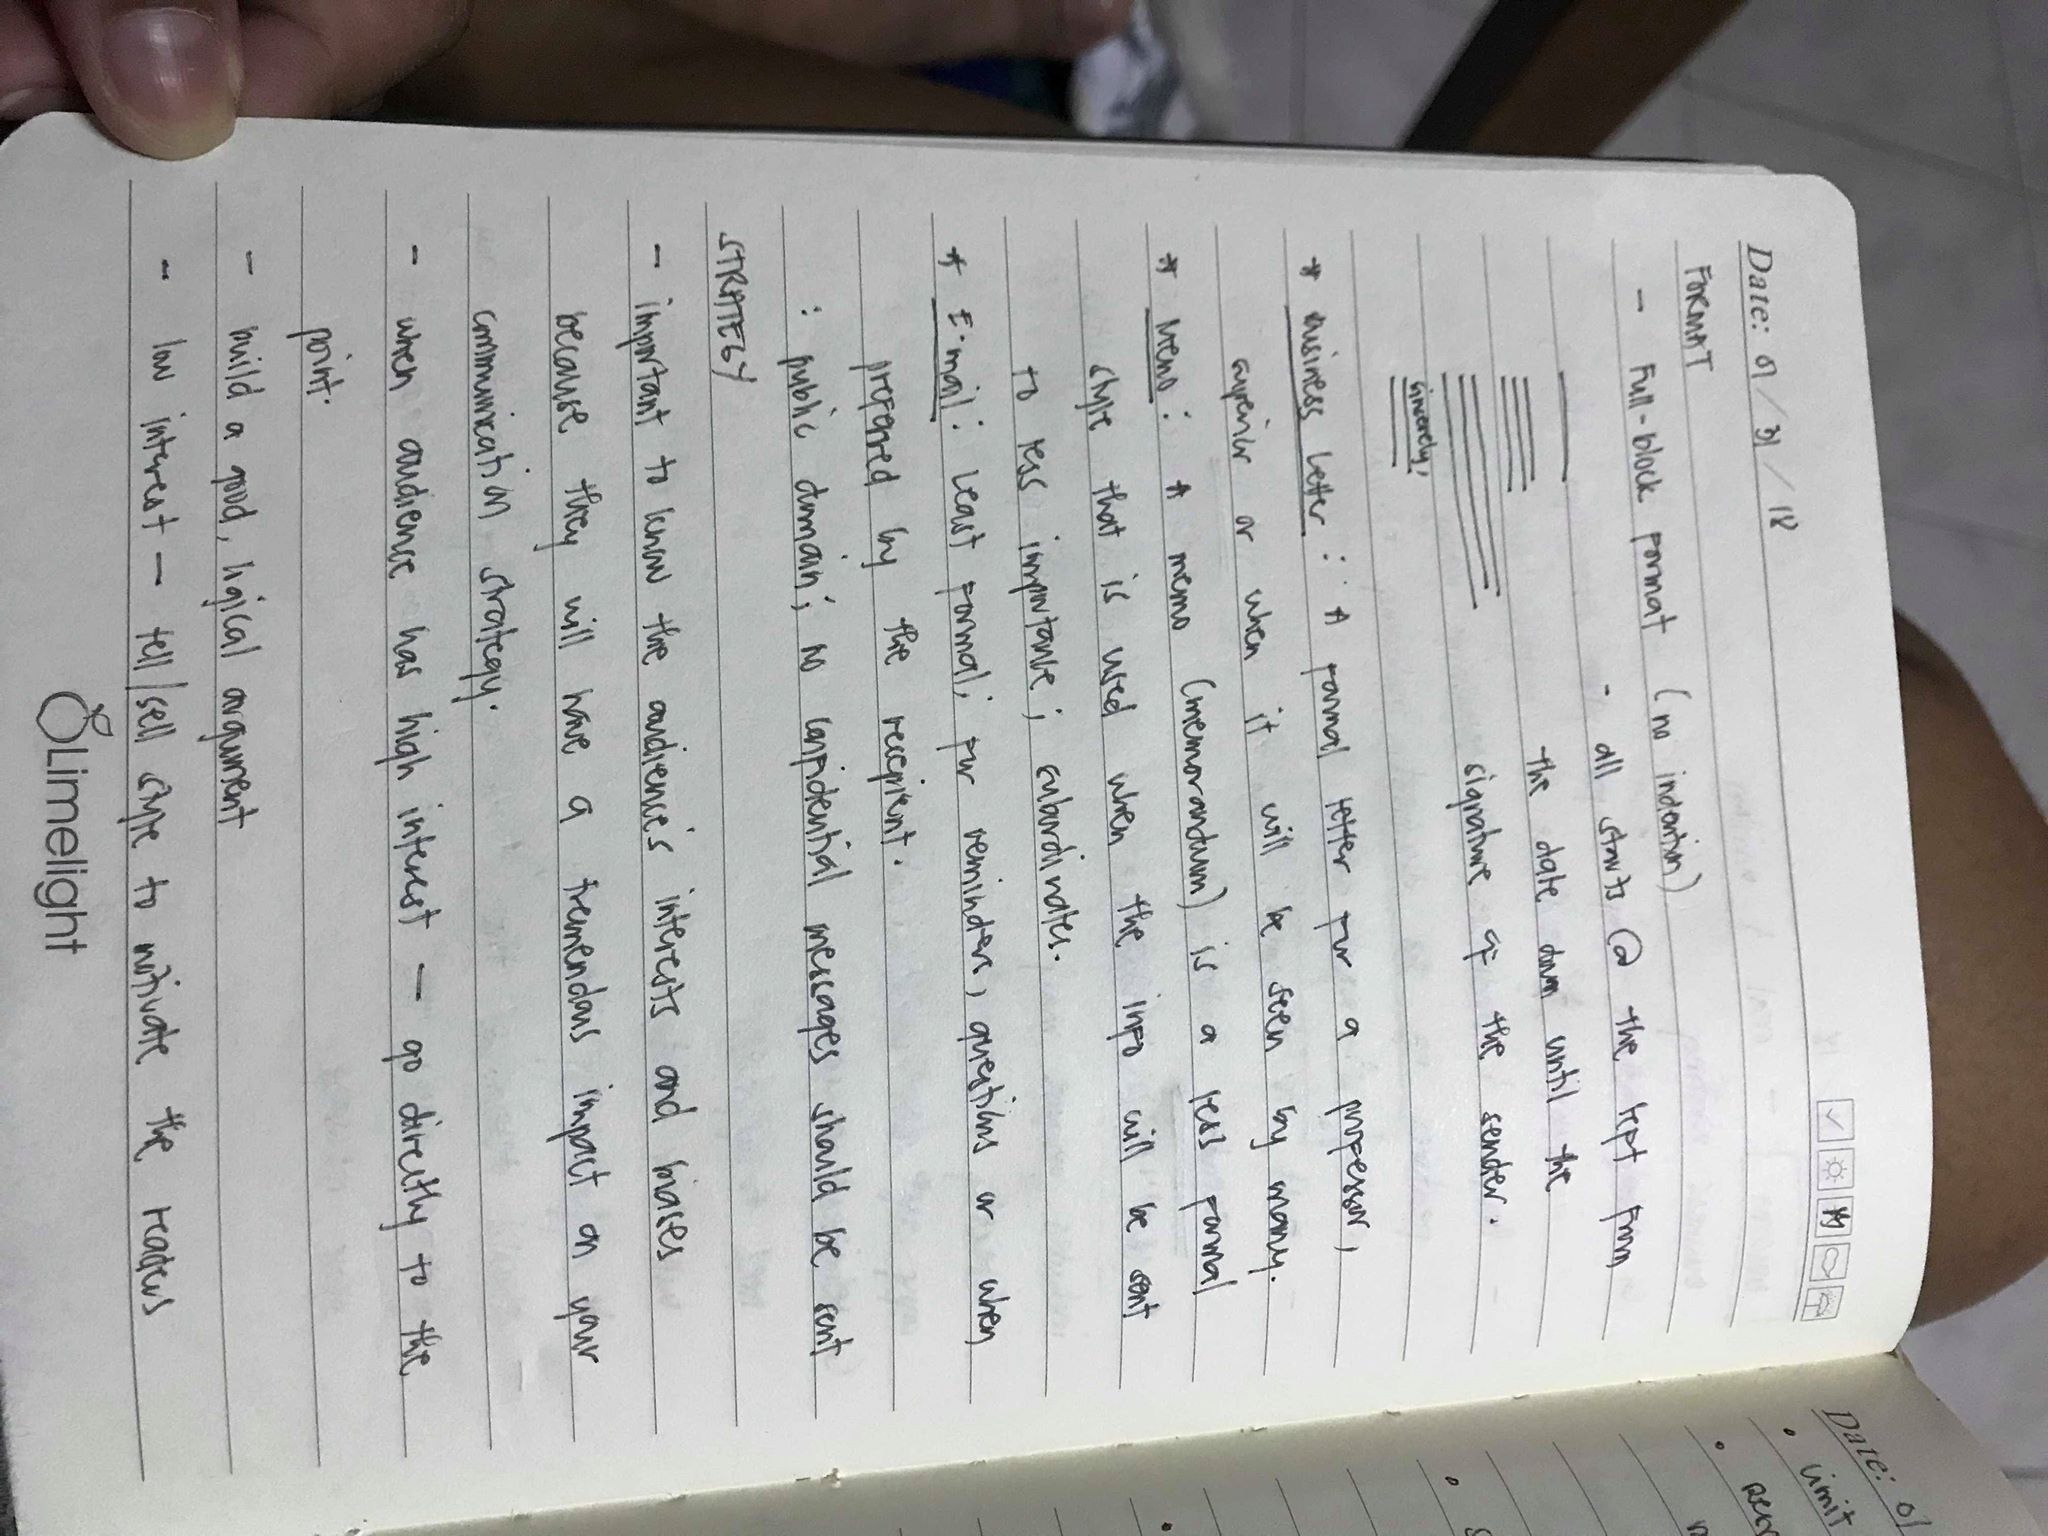 Date: 01/31/18
FORMAT
- Full-block format (no indention)
- all starts @ the left from
the date down until the
signature of the sender.
sincerely,
* Business Letter : A formal letter for a professor,
superior or when it will be seen by many.
* Memo : A memo (memorandum) is a less formal
style that is used when the info will be sent
to less importance; subordinates.
* E-mail : Least formal; for reminders, questions or when
preferred by the recepient.
: public domain; no confidential messages should be sent
STRATEGY
- important to know the audience's interests and biases
because they will have a tremendous impact on your
communication strategy.
- when audience has high interest — go directly to the
point.
- build a good, logical argument
- low interest — tell/sell style to motivate the readers
Limelight
Date: 01
• Limit